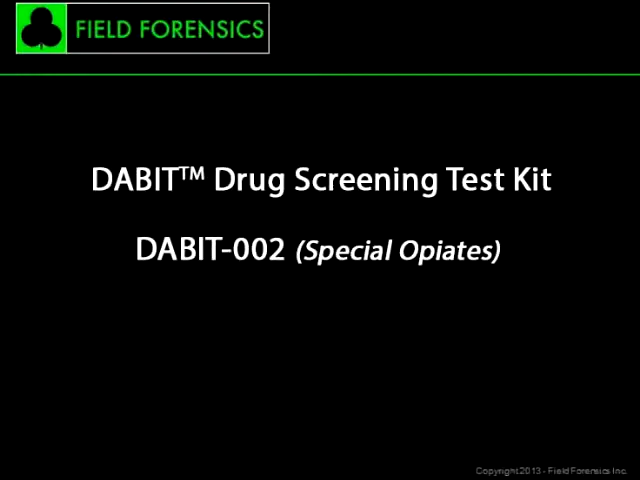 FIELD FORENSICS
DABIT™ Drug Screening Test Kit
DABIT-002 (Special Opiates)
Copyright 2013 - Field Forensics Inc.